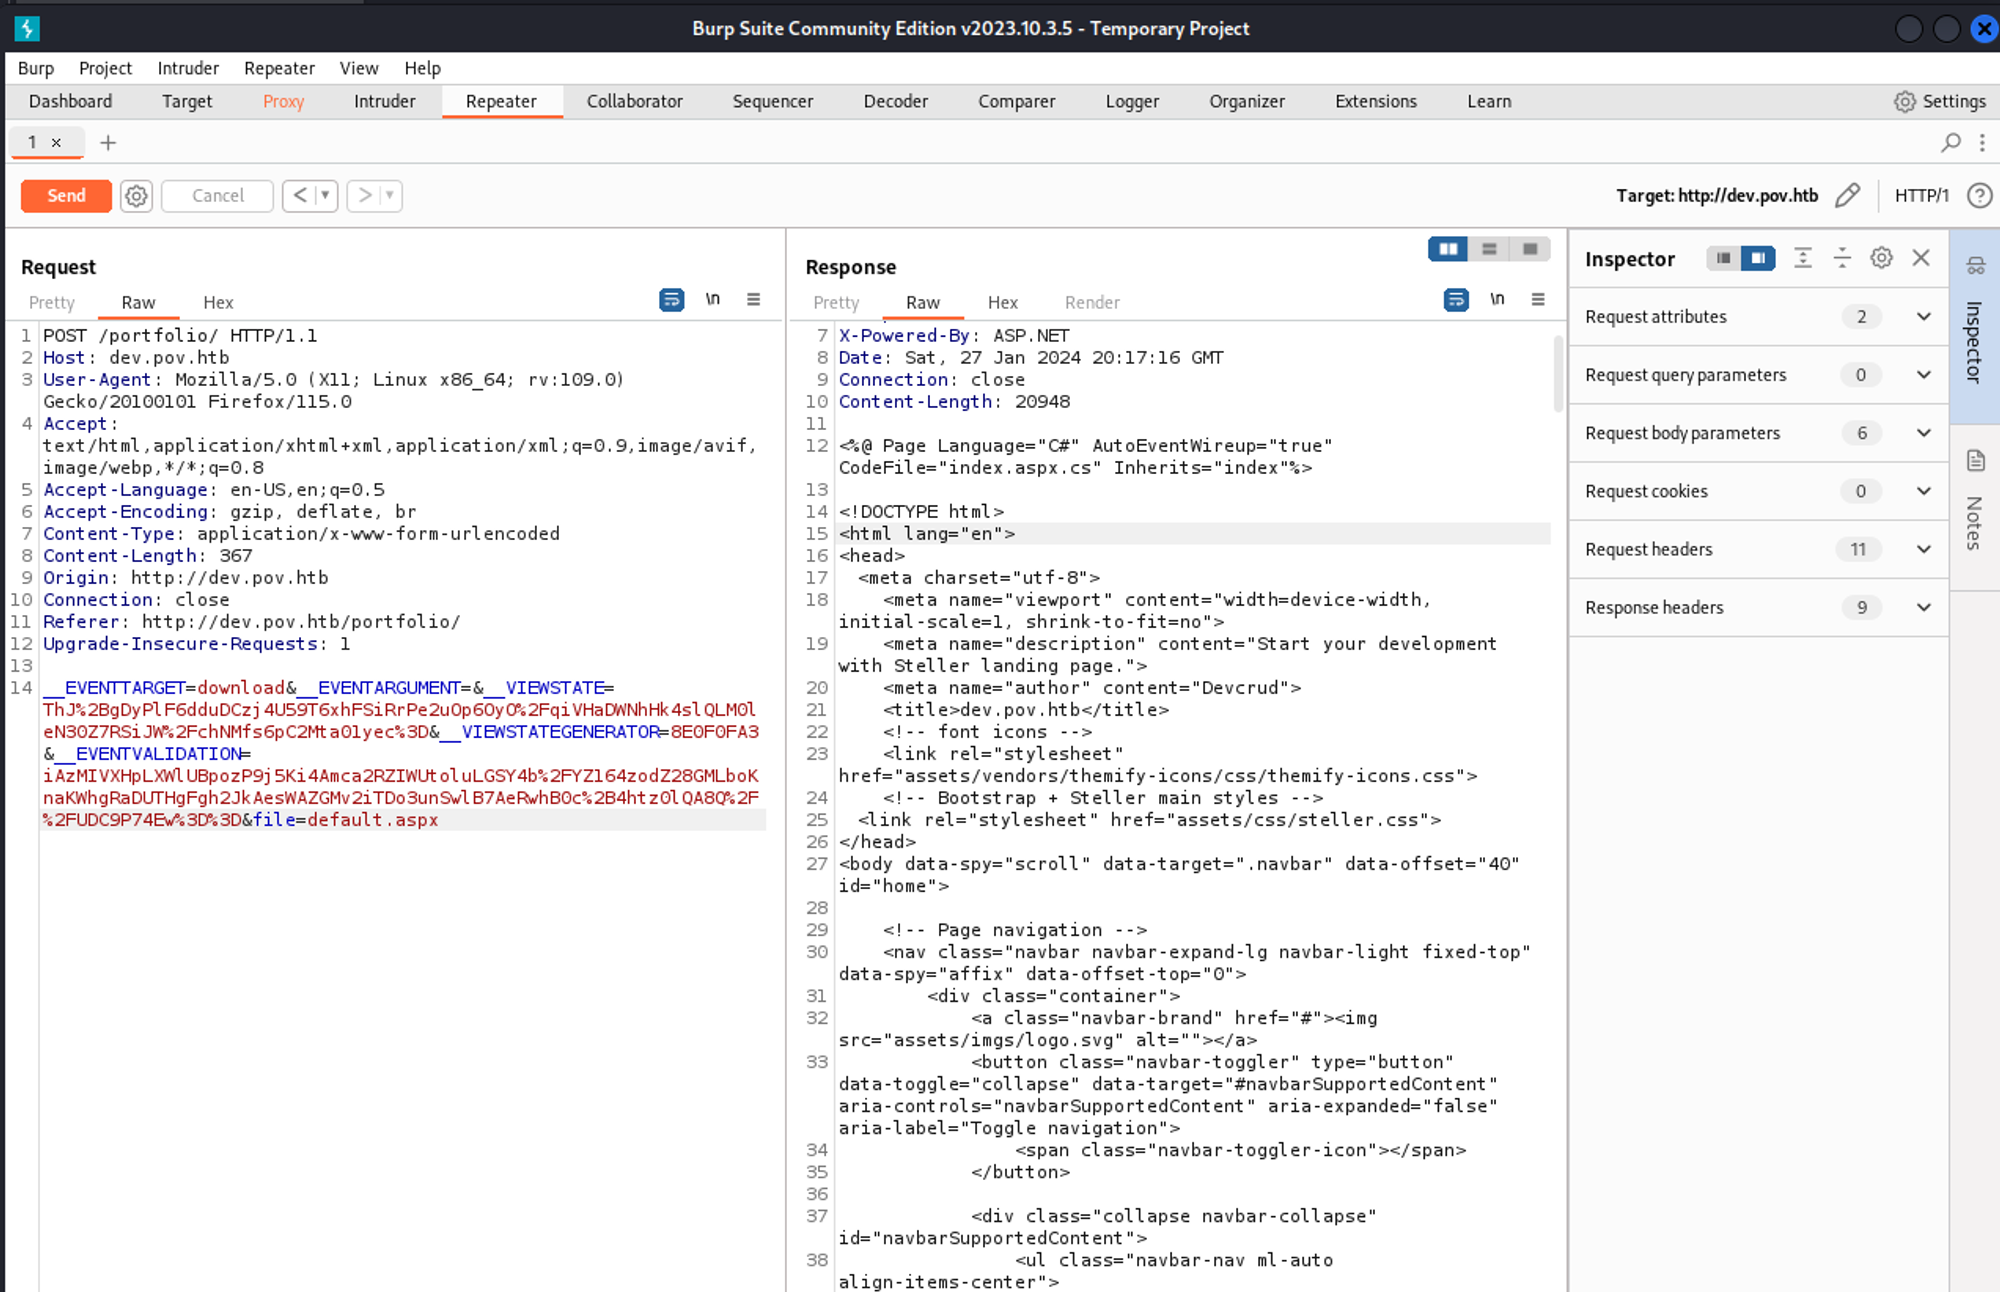 Burp Suite Community Edition v2023.10.3.5 - Temporary Project
Burp Project Intruder Repeater View Help
Dashboard Target Proxy Intruder Repeater Collaborator Sequencer Decoder Comparer Logger Organizer Extensions Learn Settings
1 × +
Send Cancel < > Target: http://dev.pov.htb HTTP/1 ?
Request
Pretty Raw Hex \n
1 POST /portfolio/ HTTP/1.1
2 Host: dev.pov.htb
3 User-Agent: Mozilla/5.0 (X11; Linux x86_64; rv:109.0)
Gecko/20100101 Firefox/115.0
4 Accept:
text/html,application/xhtml+xml,application/xml;q=0.9,image/avif,
image/webp,*/*;q=0.8
5 Accept-Language: en-US,en;q=0.5
6 Accept-Encoding: gzip, deflate, br
7 Content-Type: application/x-www-form-urlencoded
8 Content-Length: 367
9 Origin: http://dev.pov.htb
10 Connection: close
11 Referer: http://dev.pov.htb/portfolio/
12 Upgrade-Insecure-Requests: 1
13
14 __EVENTTARGET=download&__EVENTARGUMENT=&__VIEWSTATE=
ThJ%2BgDyPlF6dduDCzj4U59T6xhFSiRrPe2uOp6OyO%2FqiVHaDWNhHk4slQLM0l
eN30Z7RSiJW%2FchNMfs6pC2Mta01yec%3D&__VIEWSTATEGENERATOR=8E0F0FA3
&__EVENTVALIDATION=
iAzMIVXHpLXWlUBpozP9j5Ki4Amca2RZIWUtoluLGSY4b%2FYZ164zodZ28GMLboK
naKWhgRaDUTHgFgh2JkAesWAZGMv2iTDo3unSwlB7AeRwhB0c%2B4htz0lQA8Q%2F
%2FUDC9P74Ew%3D%3D&file=default.aspx
Response
Pretty Raw Hex Render \n
7 X-Powered-By: ASP.NET
8 Date: Sat, 27 Jan 2024 20:17:16 GMT
9 Connection: close
10 Content-Length: 20948
11
12 <%@ Page Language="C#" AutoEventWireup="true"
CodeFile="index.aspx.cs" Inherits="index"%>
13
14 <!DOCTYPE html>
15 <html lang="en">
16 <head>
17 <meta charset="utf-8">
18 <meta name="viewport" content="width=device-width,
initial-scale=1, shrink-to-fit=no">
19 <meta name="description" content="Start your development
with Steller landing page.">
20 <meta name="author" content="Devcrud">
21 <title>dev.pov.htb</title>
22 <!-- font icons -->
23 <link rel="stylesheet"
href="assets/vendors/themify-icons/css/themify-icons.css">
24 <!-- Bootstrap + Steller main styles -->
25 <link rel="stylesheet" href="assets/css/steller.css">
26 </head>
27 <body data-spy="scroll" data-target=".navbar" data-offset="40"
id="home">
28
29 <!-- Page navigation -->
30 <nav class="navbar navbar-expand-lg navbar-light fixed-top"
data-spy="affix" data-offset-top="0">
31 <div class="container">
32 <a class="navbar-brand" href="#"><img
src="assets/imgs/logo.svg" alt=""></a>
33 <button class="navbar-toggler" type="button"
data-toggle="collapse" data-target="#navbarSupportedContent"
aria-controls="navbarSupportedContent" aria-expanded="false"
aria-label="Toggle navigation">
34 <span class="navbar-toggler-icon"></span>
35 </button>
36
37 <div class="collapse navbar-collapse"
id="navbarSupportedContent">
38 <ul class="navbar-nav ml-auto
align-items-center">
Inspector
Request attributes 2
Request query parameters 0
Request body parameters 6
Request cookies 0
Request headers 11
Response headers 9
Inspector
Notes